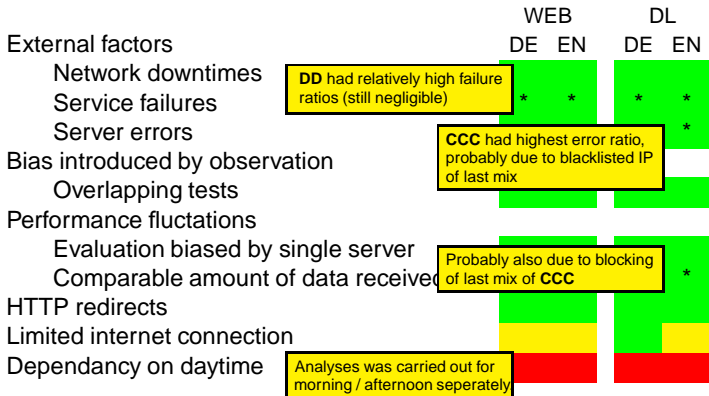 WEB DL
External factors DE EN DE EN
Network downtimes
DD had relatively high failure
ratios (still negligible)
Service failures * * * *
Server errors *
CCC had highest error ratio,
probably due to blacklisted IP
of last mix
Bias introduced by observation
Overlapping tests
Performance fluctations
Evaluation biased by single server
Probably also due to blocking
of last mix of CCC
Comparable amount of data received *
HTTP redirects
Limited internet connection
Dependancy on daytime
Analyses was carried out for
morning / afternoon seperately